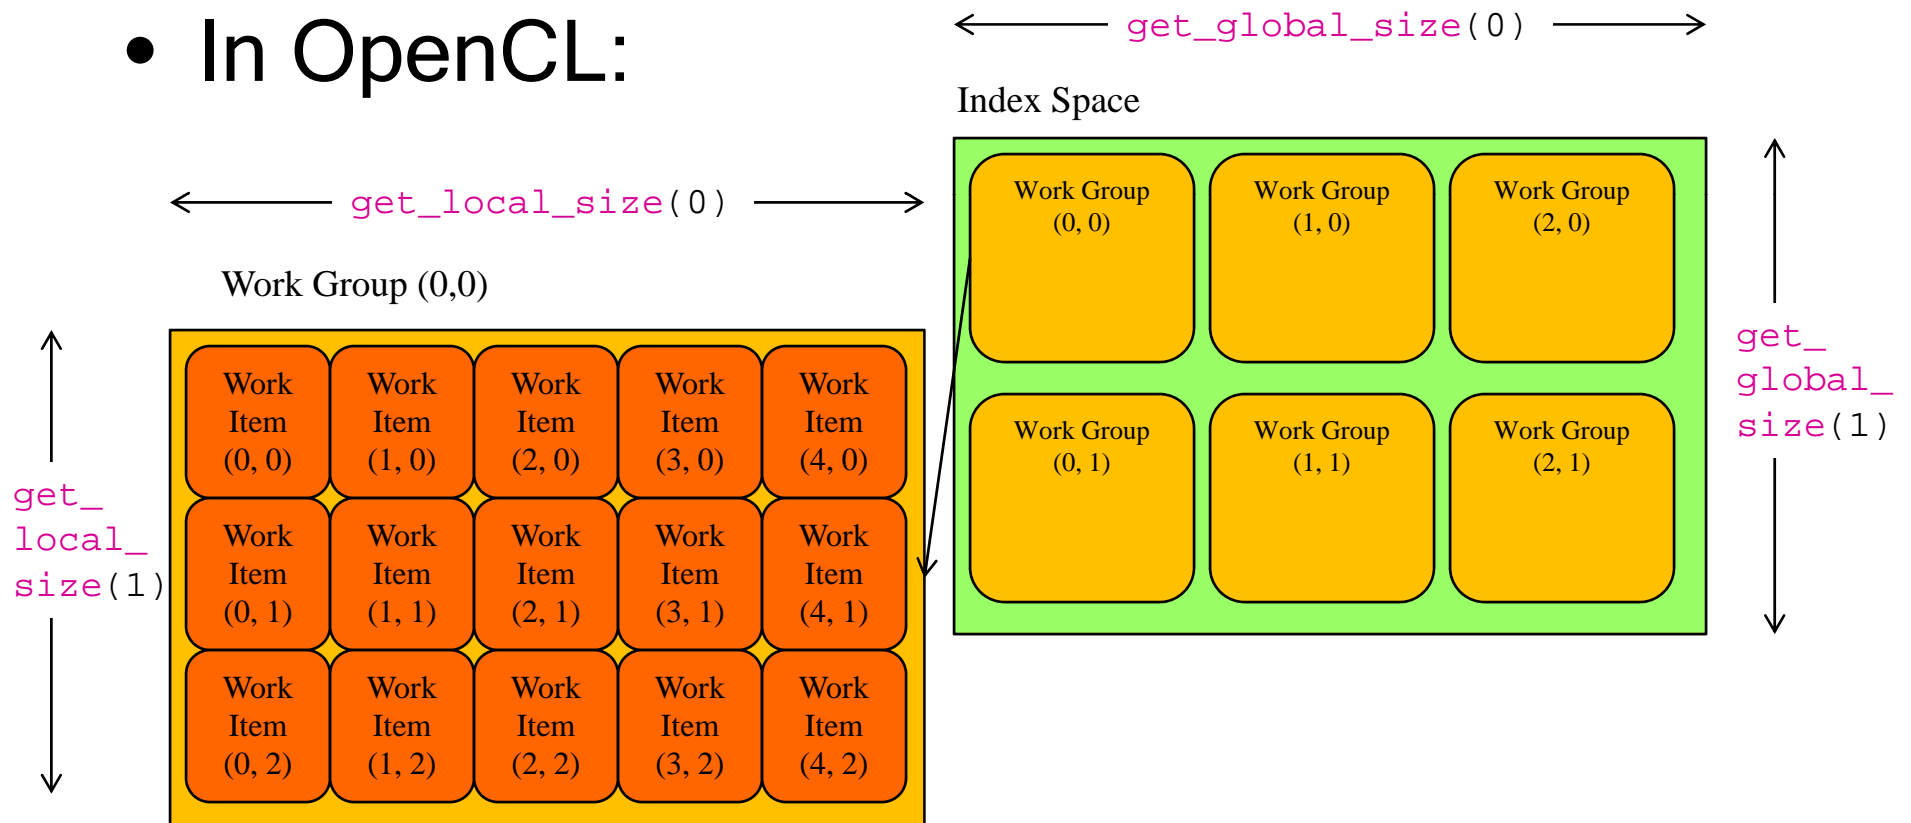 • In OpenCL:
get_global_size(0)
Index Space
get_local_size(0)
Work Group (0,0)
Work Group
(0, 0)
Work Group
(1, 0)
Work Group
(2, 0)
Work Group
(0, 1)
Work Group
(1, 1)
Work Group
(2, 1)
get_
global_
size(1)
get_
local_
size(1)
Work
Item
(0, 0)
Work
Item
(1, 0)
Work
Item
(2, 0)
Work
Item
(3, 0)
Work
Item
(4, 0)
Work
Item
(0, 1)
Work
Item
(1, 1)
Work
Item
(2, 1)
Work
Item
(3, 1)
Work
Item
(4, 1)
Work
Item
(0, 2)
Work
Item
(1, 2)
Work
Item
(2, 2)
Work
Item
(3, 2)
Work
Item
(4, 2)